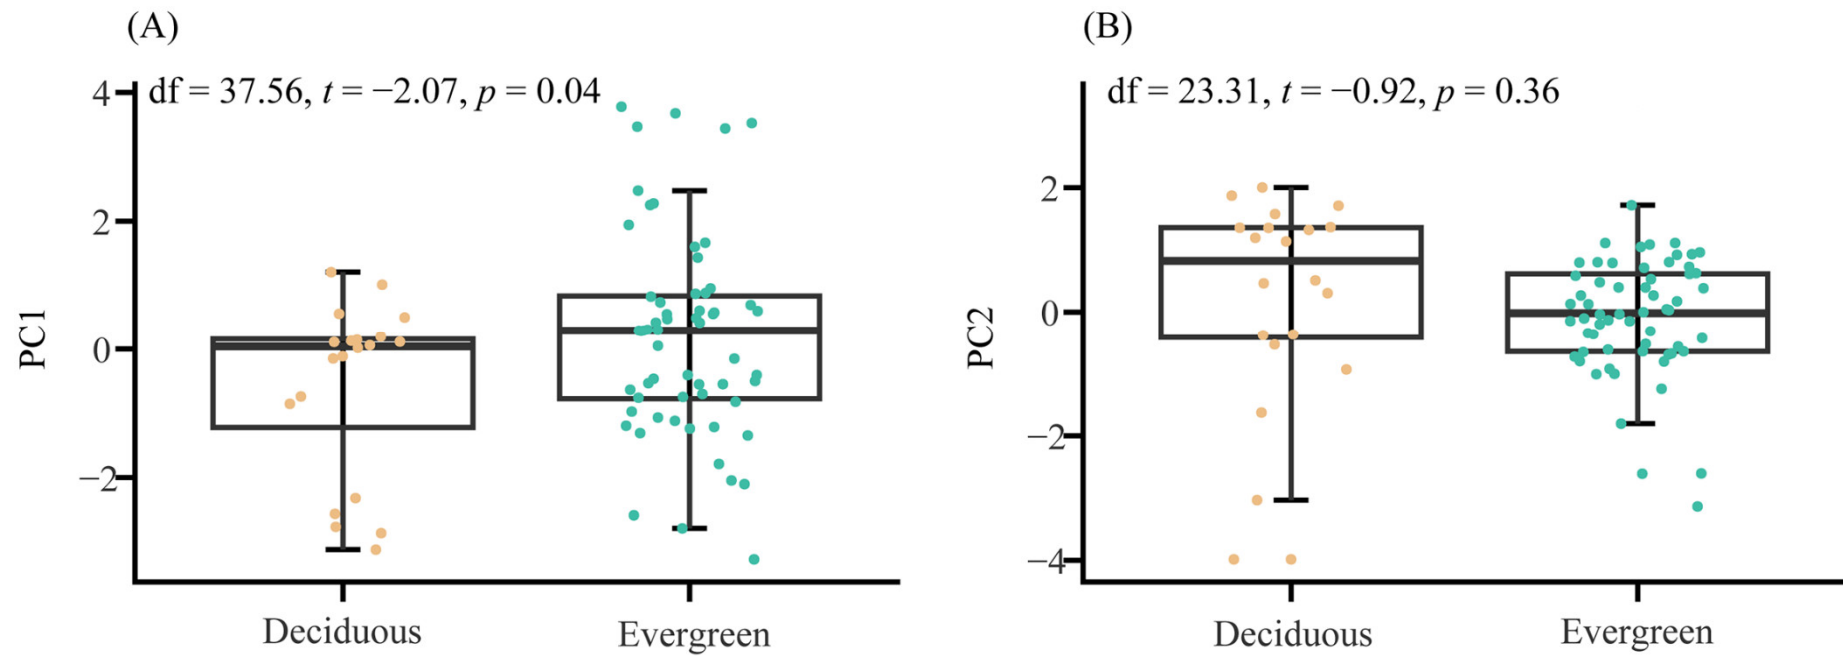 (A)
df = 37.56, t = −2.07, p = 0.04
4
2
0
−2
PC1
Deciduous
Evergreen
(B)
df = 23.31, t = −0.92, p = 0.36
2
0
−2
−4
PC2
Deciduous
Evergreen